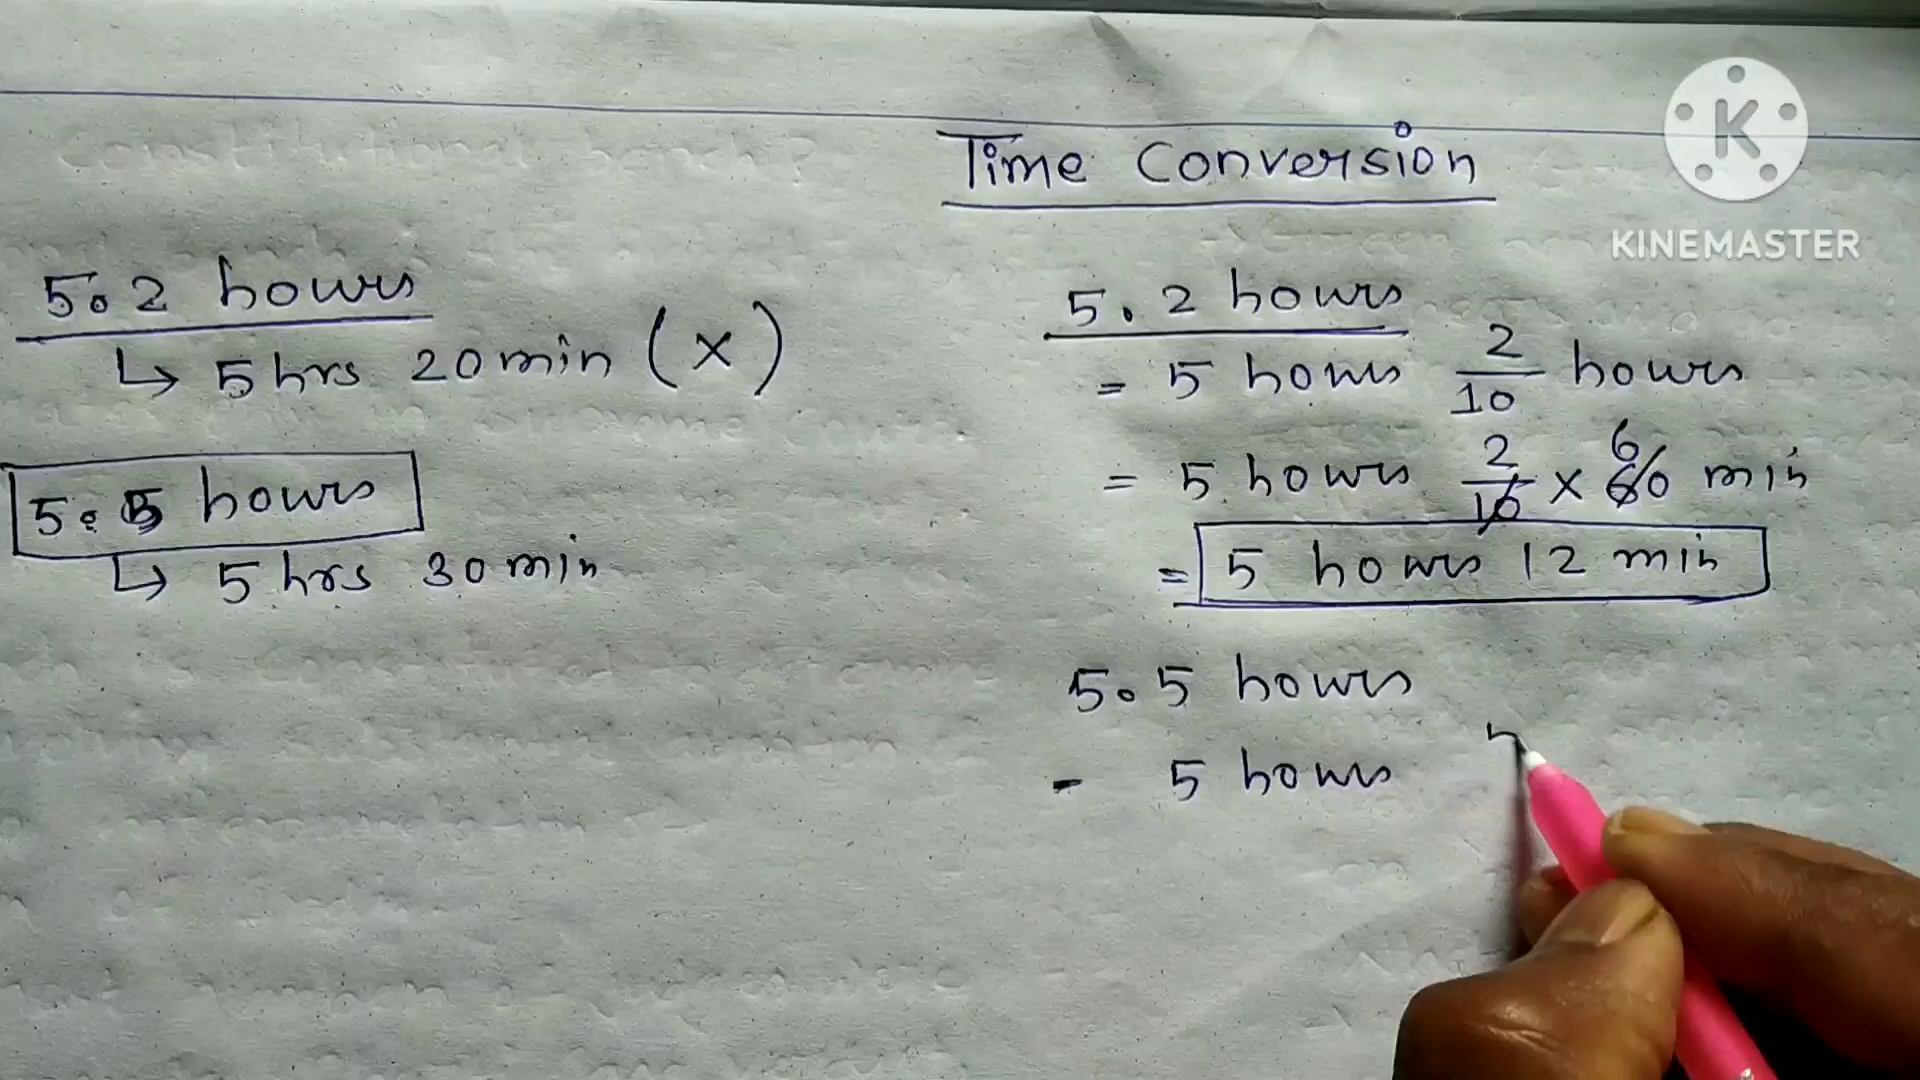 Time Conversion
K
KINEMASTER
5.2 hours
↳ 5 hrs 20 min (×)
5.5 hours
↳ 5 hrs 30 min
5.2 hours
= 5 hours 2/10 hours
= 5 hours 2/10 × 60 6 min
= 5 hours 12 min
5.5 hours
- 5 hours